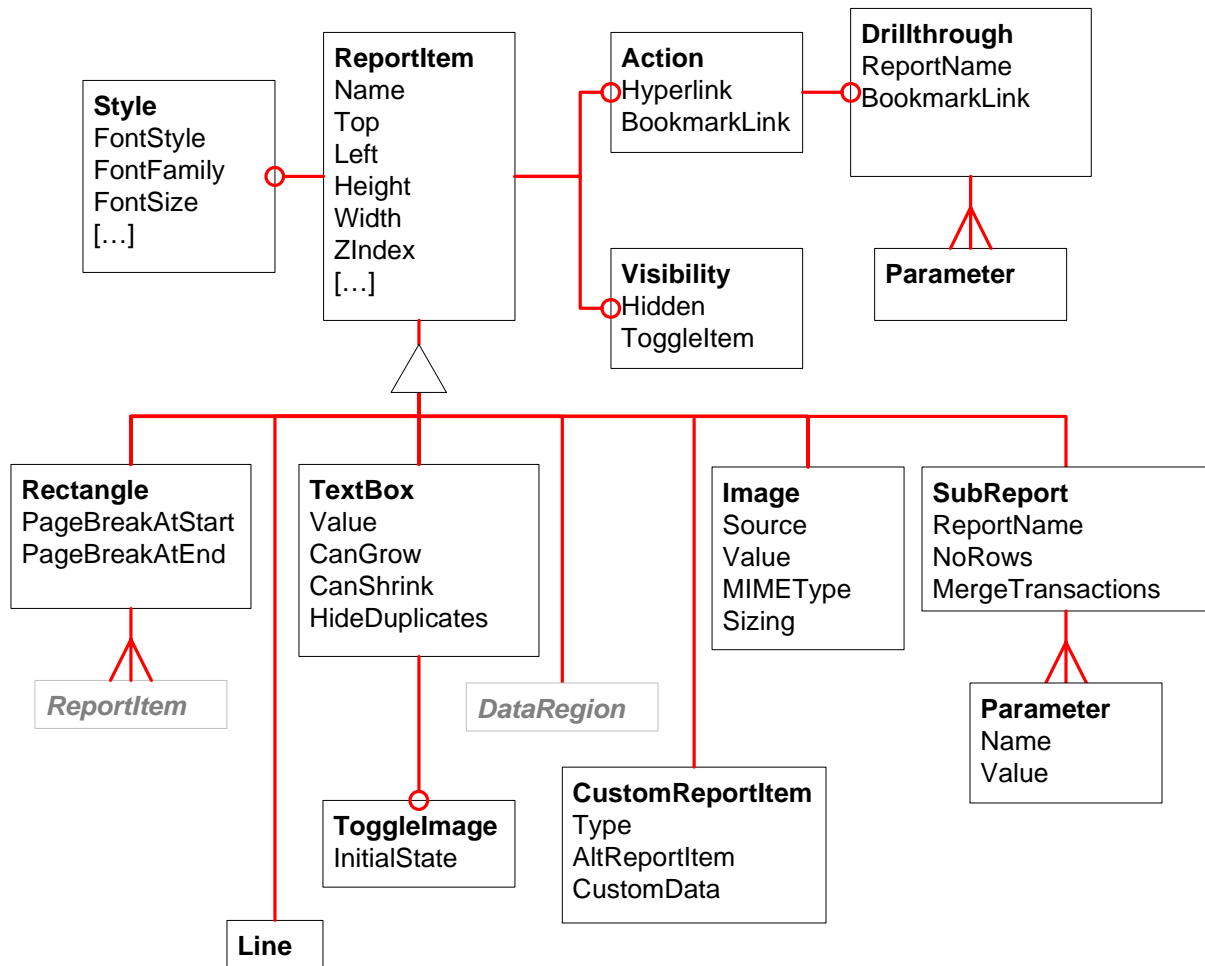 Style
FontStyle
FontFamily
FontSize
[…]
ReportItem
Name
Top
Left
Height
Width
ZIndex
[…]
Action
Hyperlink
BookmarkLink
Drillthrough
ReportName
BookmarkLink
Visibility
Hidden
ToggleItem
Parameter
Rectangle
PageBreakAtStart
PageBreakAtEnd
TextBox
Value
CanGrow
CanShrink
HideDuplicates
Image
Source
Value
MIMEType
Sizing
SubReport
ReportName
NoRows
MergeTransactions
ReportItem
DataRegion
Parameter
Name
Value
ToggleImage
InitialState
CustomReportItem
Type
AltReportItem
CustomData
Line